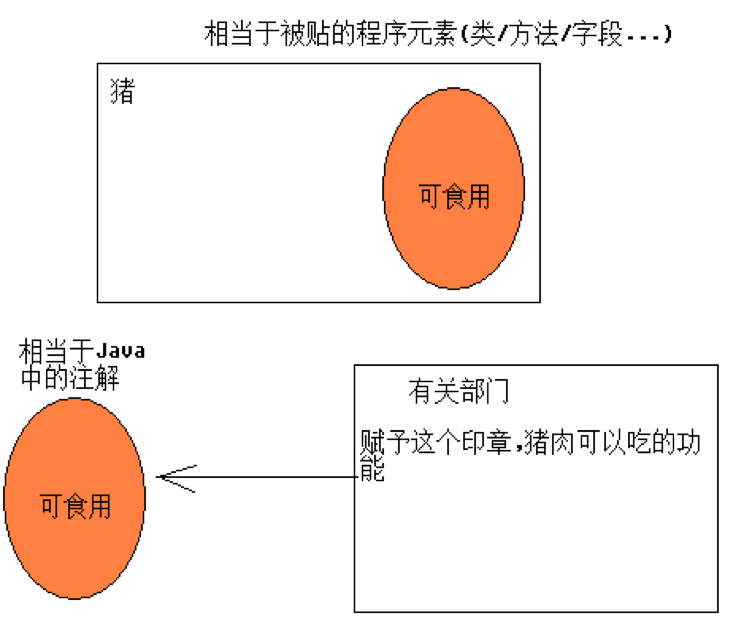 相当于被贴的程序元素(类/方法/字段...)
猪
可食用
相当于Java
中的注解
可食用
有关部门
赋予这个印章,猪肉可以吃的功
能